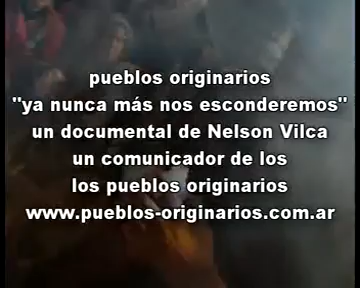 pueblos originarios
"ya nunca más nos esconderemos"
un documental de Nelson Vilca
un comunicador de los
los pueblos originarios
www.pueblos-originarios.com.ar